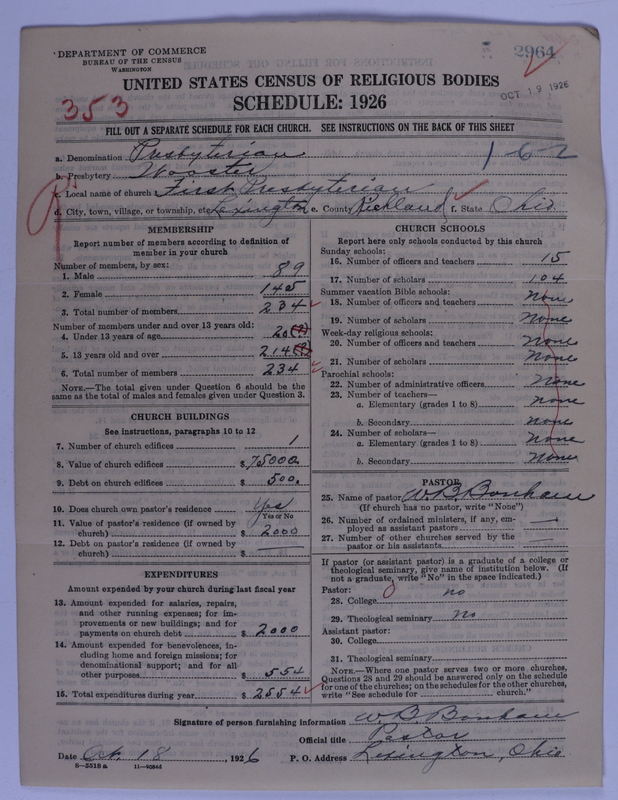 DEPARTMENT OF COMMERCE
BUREAU OF THE CENSUS
WASHINGTON
2964
OCT 19 1926
UNITED STATES CENSUS OF RELIGIOUS BODIES
353
SCHEDULE: 1926
FILL OUT A SEPARATE SCHEDULE FOR EACH CHURCH. SEE INSTRUCTIONS ON THE BACK OF THIS SHEET
a. Denomination Presbyterian 1-6-2
b. Presbytery Wooster
c. Local name of church First Presbyterian
d. City, town, village, or township, etc. Lexington e. County Richland f. State Ohio
MEMBERSHIP
Report number of members according to definition of
member in your church
Number of members, by sex:
1. Male 89
2. Female 145
3. Total number of members 234
Number of members under and over 13 years old:
4. Under 13 years of age 20 (?)
5. 13 years old and over 214 (?)
6. Total number of members 234
NOTE.—The total given under Question 6 should be the
same as the total of males and females given under Question 3.
CHURCH BUILDINGS
See instructions, paragraphs 10 to 12
7. Number of church edifices 1
8. Value of church edifices $ 75000.
9. Debt on church edifices $ 500.
10. Does church own pastor's residence yes
Yes or No
11. Value of pastor's residence (if owned by
church) $ 2000
12. Debt on pastor's residence (if owned by
church) $
EXPENDITURES
Amount expended by your church during last fiscal year
13. Amount expended for salaries, repairs,
and other running expenses; for im-
provements or new buildings; and for
payments on church debt $ 2000
14. Amount expended for benevolences, in-
cluding home and foreign missions; for
denominational support; and for all
other purposes $ 554
15. Total expenditures during year $ 2554
CHURCH SCHOOLS
Report here only schools conducted by this church
Sunday schools:
16. Number of officers and teachers 15
17. Number of scholars 104
Summer vacation Bible schools:
18. Number of officers and teachers None
19. Number of scholars None
Week-day religious schools:
20. Number of officers and teachers None
21. Number of scholars None
Parochial schools:
22. Number of administrative officers None
23. Number of teachers—
a. Elementary (grades 1 to 8) None
b. Secondary None
24. Number of scholars—
a. Elementary (grades 1 to 8) None
b. Secondary None
PASTOR
25. Name of pastor W. B. Bonham
(If church has no pastor, write "None")
26. Number of ordained ministers, if any, em-
ployed as assistant pastors —
27. Number of other churches served by the
pastor or his assistants —
If pastor (or assistant pastor) is a graduate of a college or
theological seminary, give name of institution below. (If
not a graduate, write "No" in the space indicated.)
Pastor:
28. College no
29. Theological seminary No
Assistant pastor:
30. College
31. Theological seminary
NOTE.—Where one pastor serves two or more churches,
Questions 28 and 29 should be answered only on the schedule
for one of the churches; on the schedules for the other churches,
write "See schedule for church."
Signature of person furnishing information W B Bonham
Official title Pastor
Date Oct. 18, 1926 P. O. Address Lexington, Ohio.
8—5518 a 11—9584d